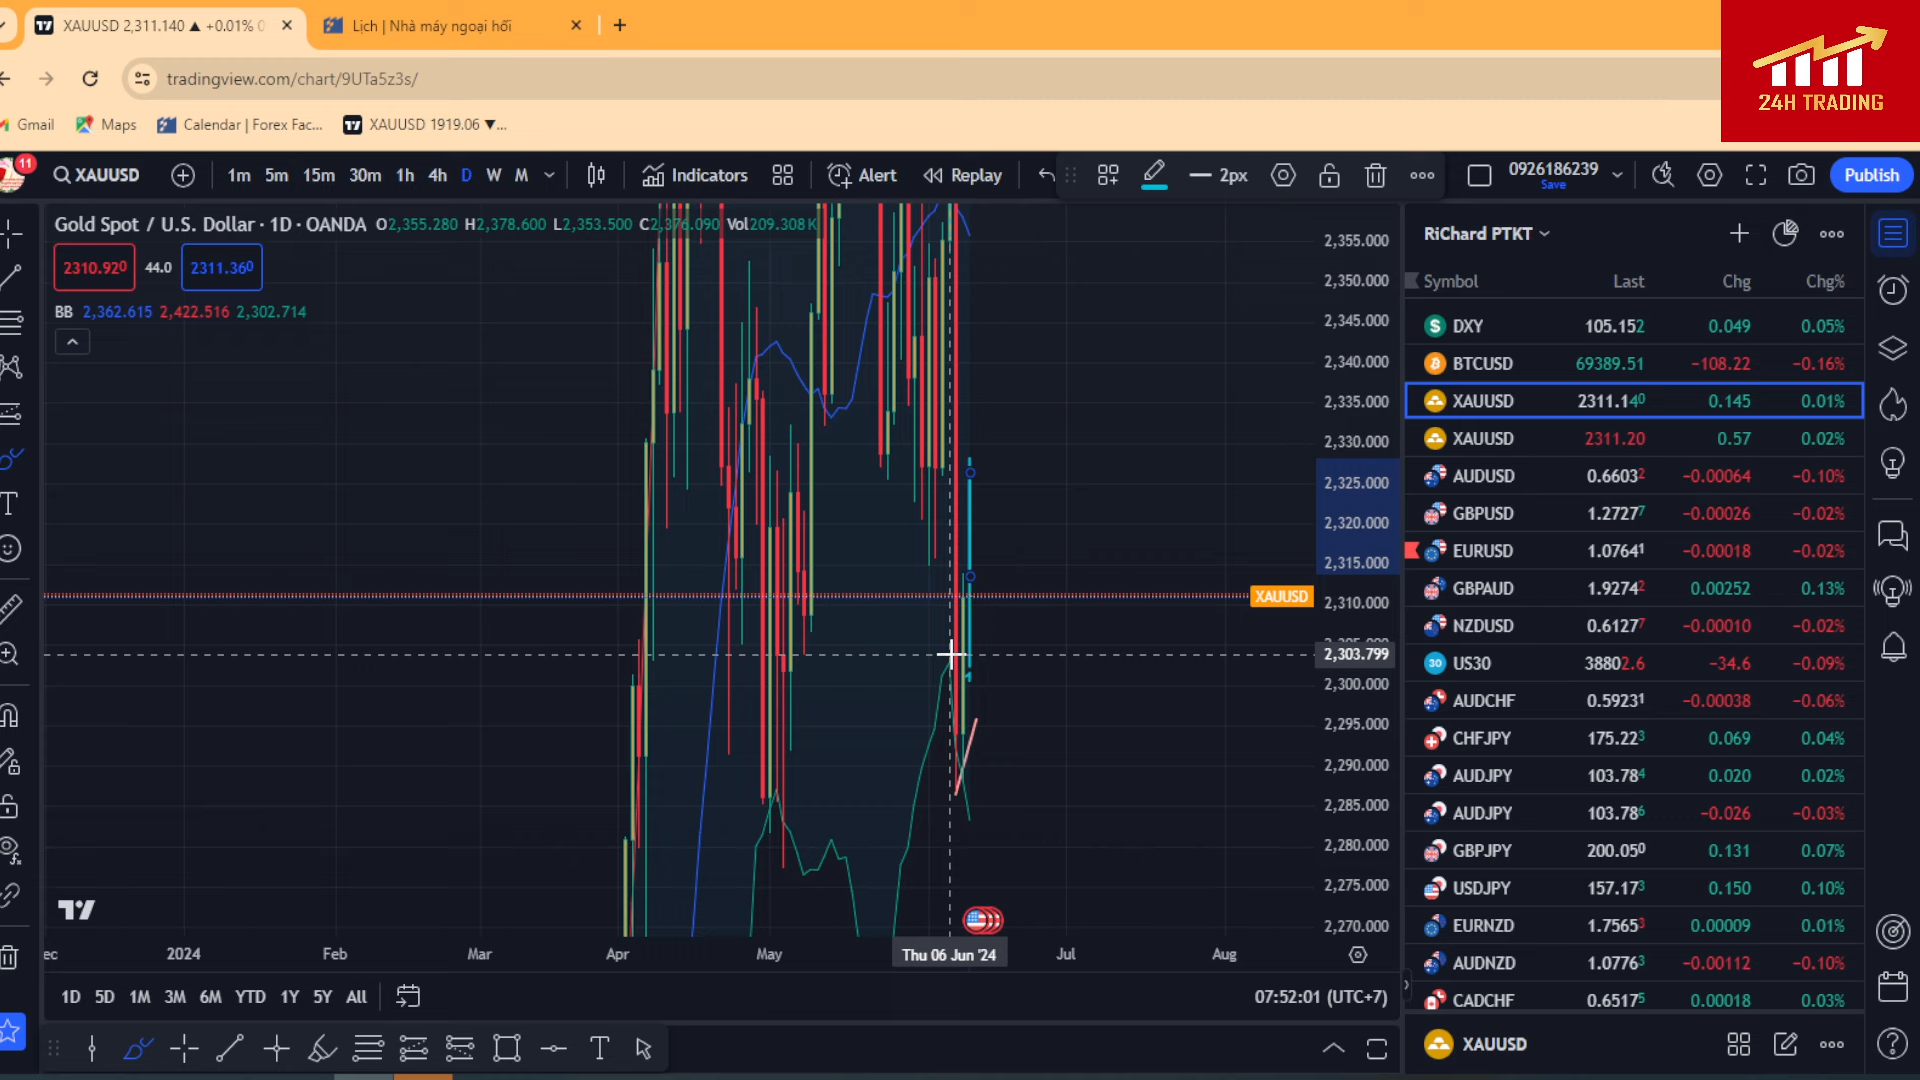 XAUUSD 2,311.140 ▲ +0.01%
Lịch | Nhà máy ngoại hối
tradingview.com/chart/9UTa5z3s/
24H TRADING
Gmail
Maps
Calendar | Forex Fac...
XAUUSD 1919.06 ▼...
11
XAUUSD
1m 5m 15m 30m 1h 4h D W M
Indicators
Alert
Replay
2px
0926186239
Save
Publish
Gold Spot / U.S. Dollar · 1D · OANDA O2,355.280 H2,378.600 L2,353.500 C2,376.090 Vol209.308K
2310.920 44.0 2311.360
BB 2,362.615 2,422.516 2,302.714
2,355.000
2,350.000
2,345.000
2,340.000
2,335.000
2,330.000
2,325.000
2,320.000
2,315.000
XAUUSD
2,310.000
2,303.799
2,300.000
2,295.000
2,290.000
2,285.000
2,280.000
2,275.000
2,270.000
2024 Feb Mar Apr May Thu 06 Jun '24 Jul Aug
1D 5D 1M 3M 6M YTD 1Y 5Y All
07:52:01 (UTC+7)
RiChard PTKT
Symbol Last Chg Chg%
DXY 105.152 0.049 0.05%
BTCUSD 69389.51 −108.22 −0.16%
XAUUSD 2311.140 0.145 0.01%
XAUUSD 2311.20 0.57 0.02%
AUDUSD 0.66032 −0.00064 −0.10%
GBPUSD 1.27277 −0.00026 −0.02%
EURUSD 1.07641 −0.00018 −0.02%
GBPAUD 1.92742 0.00252 0.13%
NZDUSD 0.61277 −0.00010 −0.02%
30 US30 38802.6 −34.6 −0.09%
AUDCHF 0.59231 −0.00038 −0.06%
CHFJPY 175.223 0.069 0.04%
AUDJPY 103.784 0.020 0.02%
AUDJPY 103.786 −0.026 −0.03%
GBPJPY 200.050 0.131 0.07%
USDJPY 157.173 0.150 0.10%
EURNZD 1.75653 0.00009 0.01%
AUDNZD 1.07763 −0.00112 −0.10%
CADCHF 0.65175 0.00018 0.03%
XAUUSD